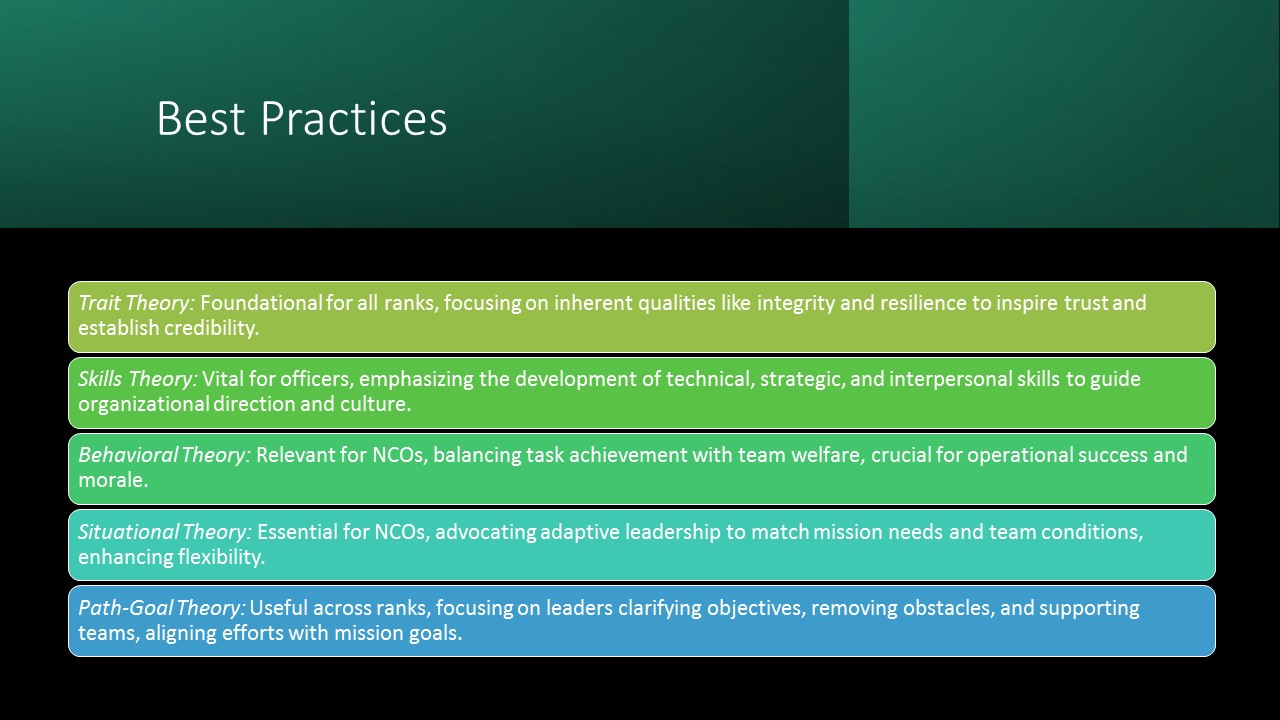 Best Practices
Trait Theory: Foundational for all ranks, focusing on inherent qualities like integrity and resilience to inspire trust and
establish credibility.
Skills Theory: Vital for officers, emphasizing the development of technical, strategic, and interpersonal skills to guide
organizational direction and culture.
Behavioral Theory: Relevant for NCOs, balancing task achievement with team welfare, crucial for operational success and
morale.
Situational Theory: Essential for NCOs, advocating adaptive leadership to match mission needs and team conditions,
enhancing flexibility.
Path-Goal Theory: Useful across ranks, focusing on leaders clarifying objectives, removing obstacles, and supporting
teams, aligning efforts with mission goals.